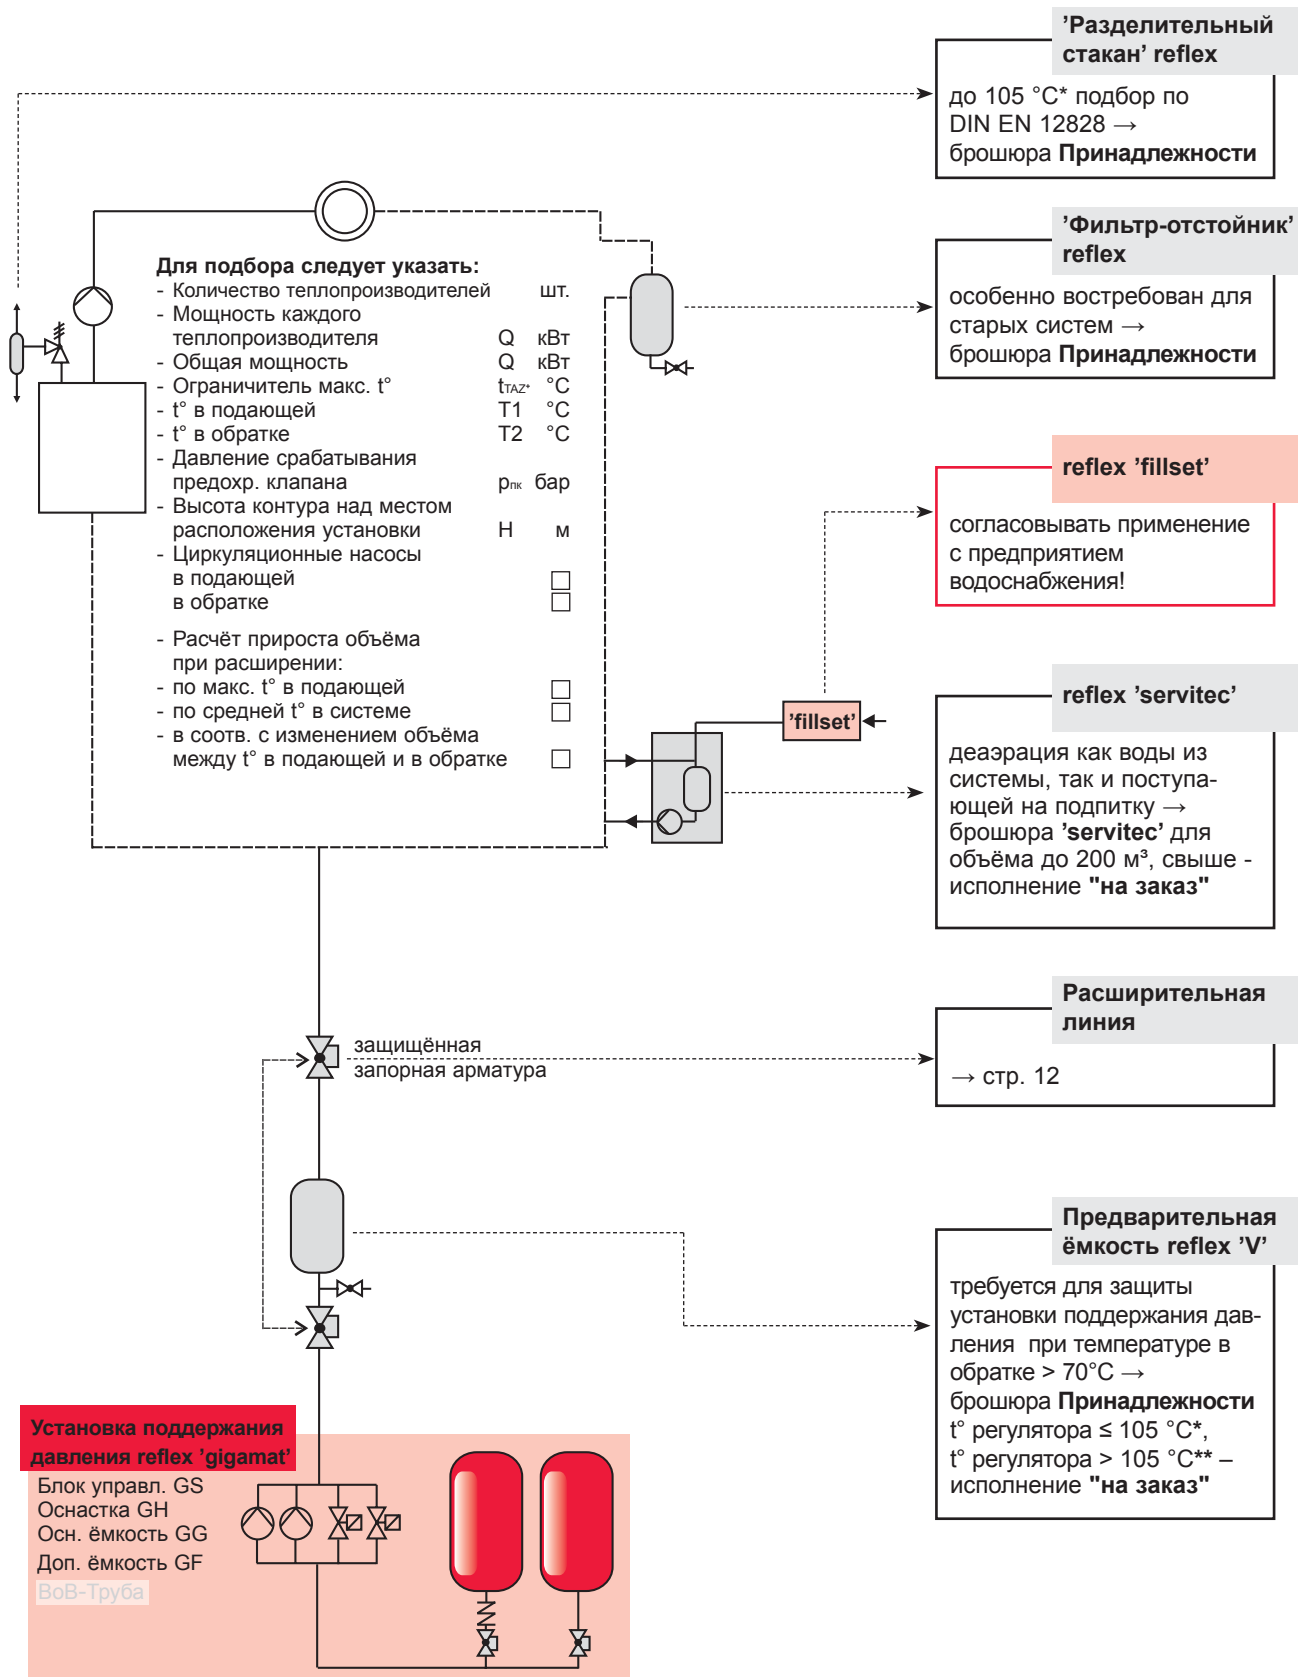 ’Разделительный
стакан’ reflex
до 105 °C* подбор по
DIN EN 12828 →
брошюра Принадлежности
’Фильтр-отстойник’
reflex
особенно востребован для
старых систем →
брошюра Принадлежности
Для подбора следует указать:
- Количество теплопроизводителей шт.
- Мощность каждого
теплопроизводителя Q кВт
- Общая мощность Q кВт
- Ограничитель макс. t° tTAZ* °C
- t° в подающей T1 °C
- t° в обратке T2 °C
- Давление срабатывания
предохр. клапана pпк бар
- Высота контура над местом
расположения установки H м
- Циркуляционные насосы
в подающей
в обратке
- Расчёт прироста объёма
при расширении:
- по макс. t° в подающей
- по средней t° в системе
- в соотв. с изменением объёма
между t° в подающей и в обратке
reflex ’fillset’
согласовывать применение
с предприятием
водоснабжения!
’fillset’
reflex ’servitec’
деаэрация как воды из
системы, так и поступа-
ющей на подпитку →
брошюра ’servitec’ для
объёма до 200 м³, свыше -
исполнение "на заказ"
Расширительная
линия
→ стр. 12
защищённая
запорная арматура
Предварительная
ёмкость reflex ’V’
требуется для защиты
установки поддержания дав-
ления при температуре в
обратке > 70°C →
брошюра Принадлежности
t° регулятора ≤ 105 °C*,
t° регулятора > 105 °C** –
исполнение "на заказ"
Установка поддержания
давления reflex ’gigamat’
Блок управл. GS
Оснастка GH
Осн. ёмкость GG
Доп. ёмкость GF
BoB-Труба